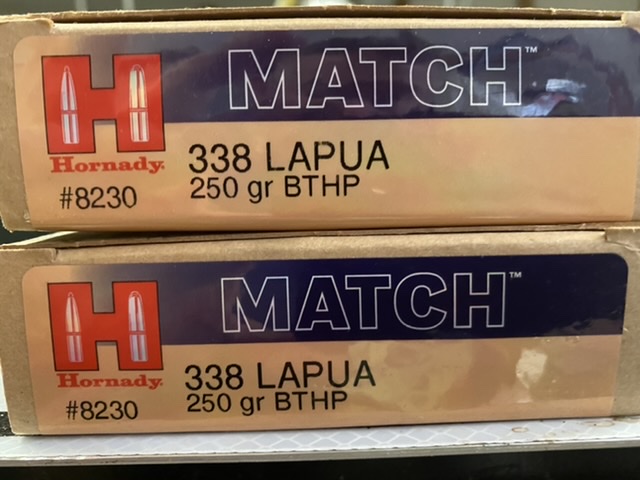 MATCH™
Hornady.
338 LAPUA
#8230
250 gr BTHP
MATCH™
Hornady.
338 LAPUA
#8230
250 gr BTHP